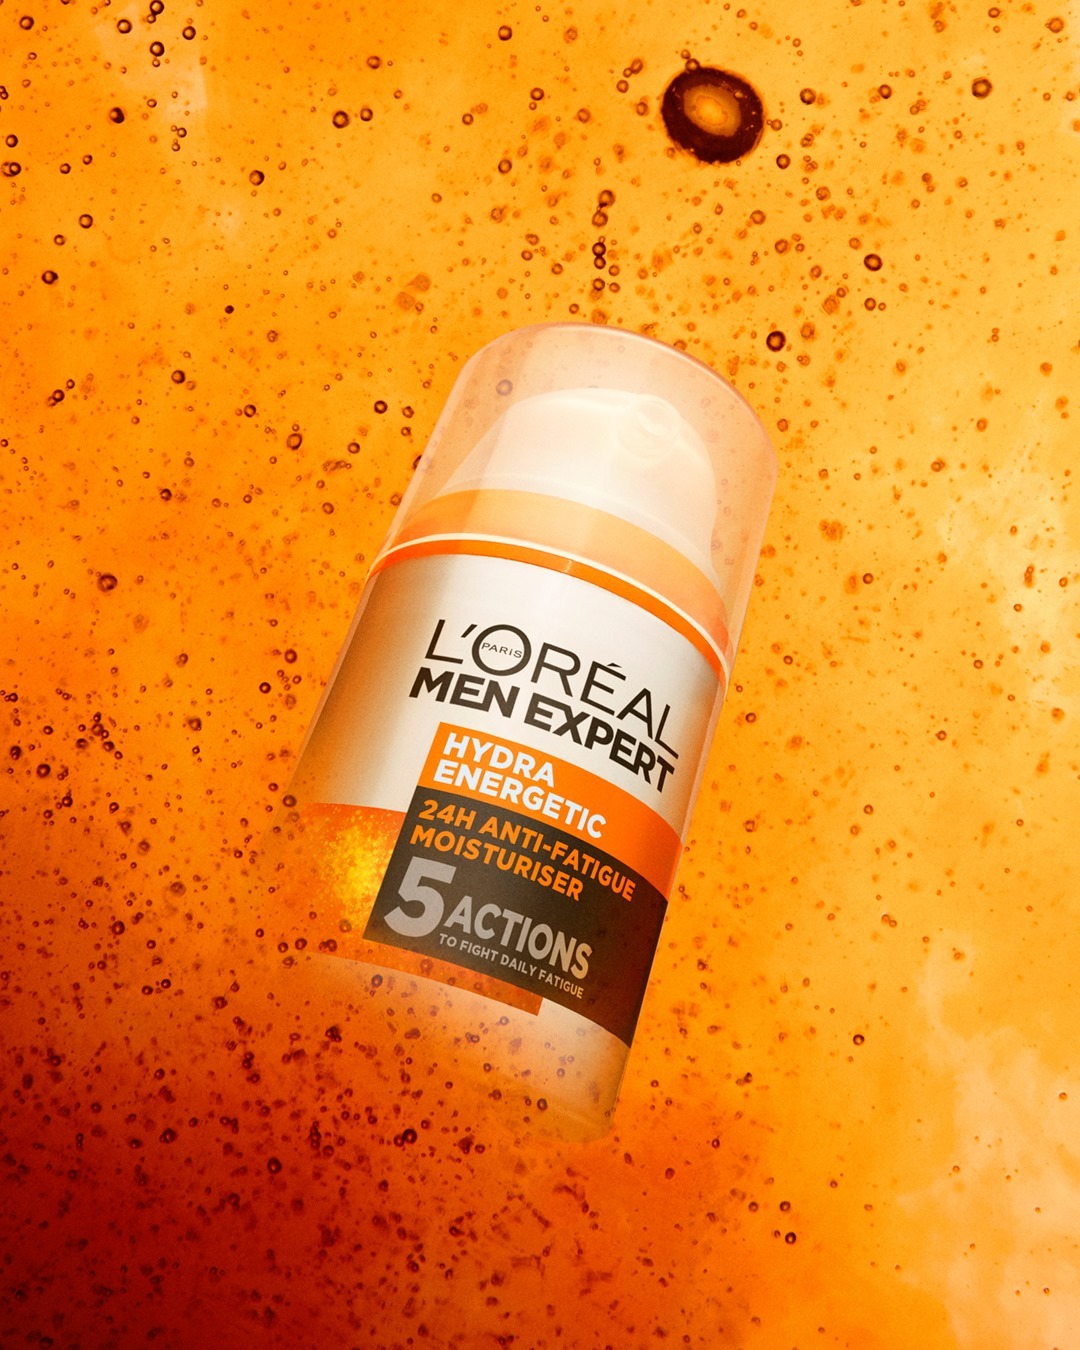 L'ORÉAL
PARIS
MEN EXPERT
HYDRA
ENERGETIC
24H ANTI-FATIGUE
MOISTURISER
5 ACTIONS
TO FIGHT DAILY FATIGUE